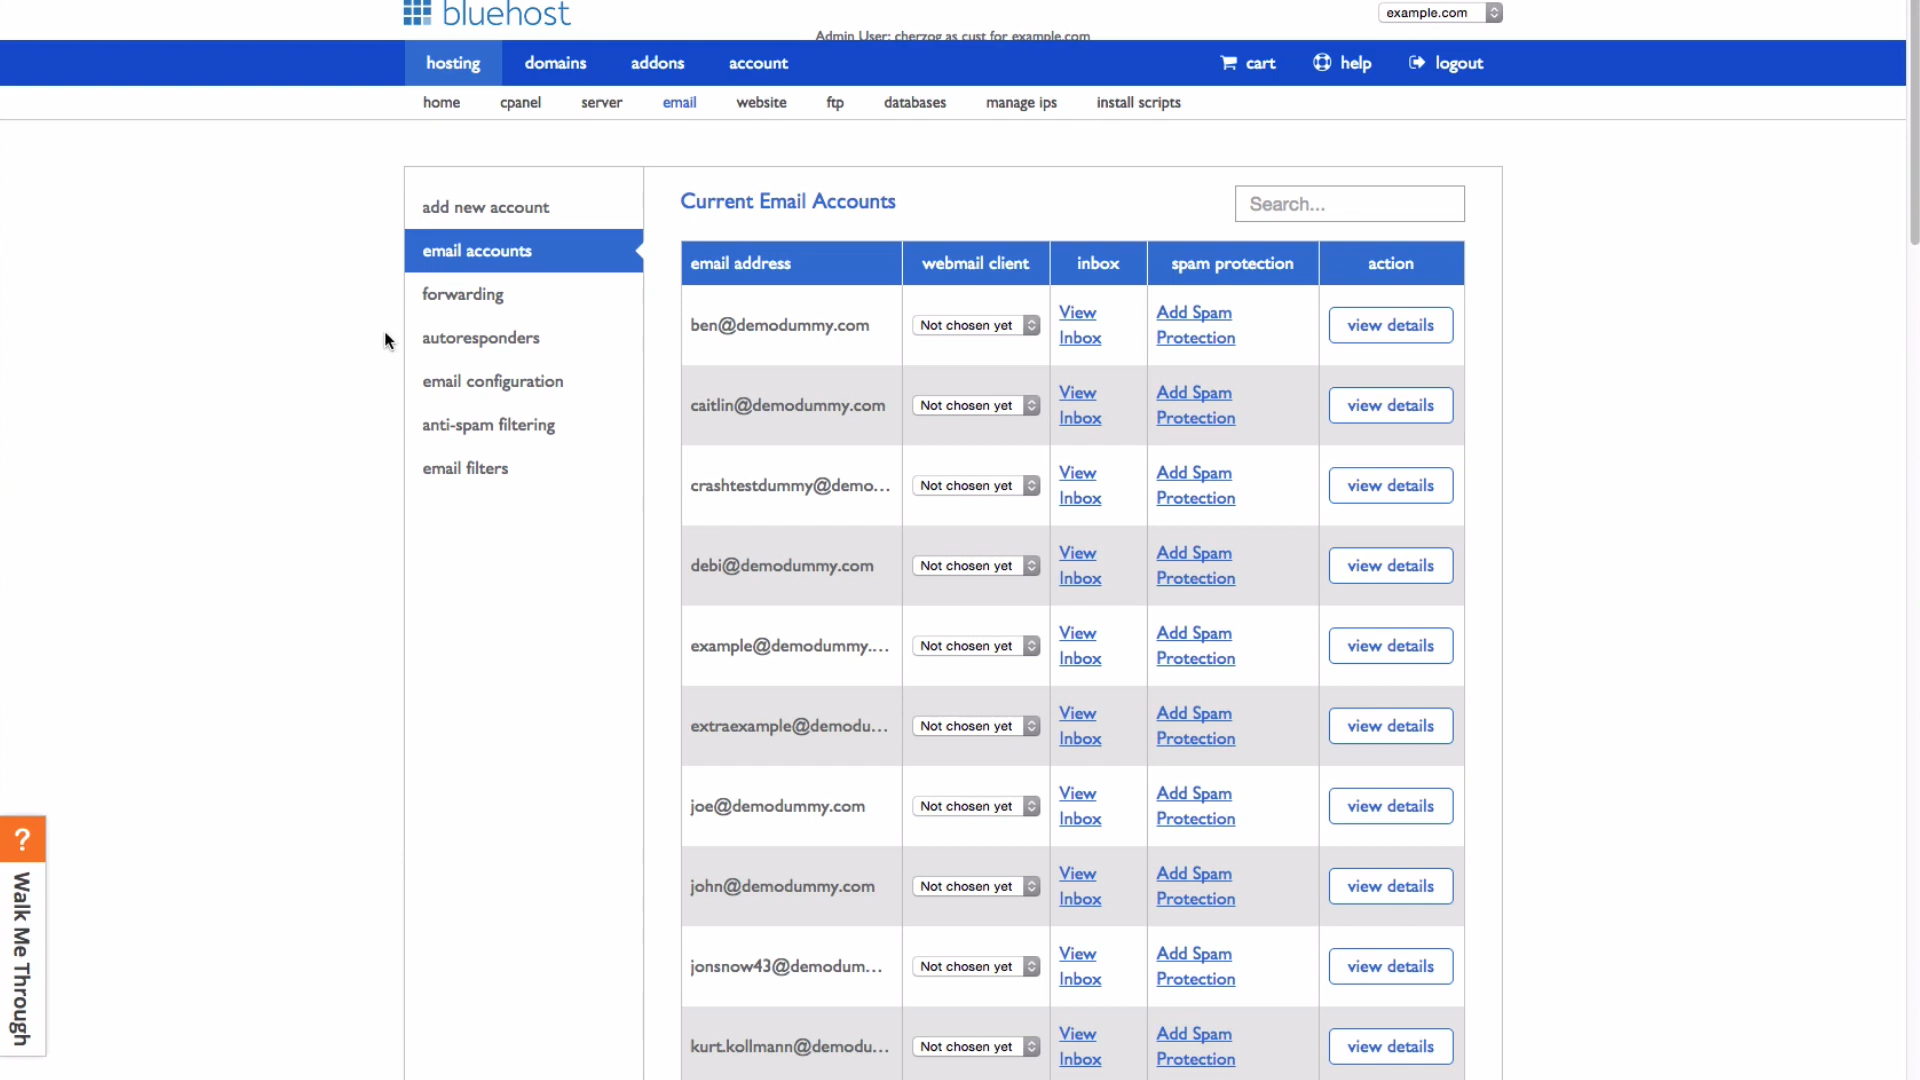 bluehost
example.com
Admin User: cherzog as cust for example.com
hosting domains addons account cart help logout
home cpanel server email website ftp databases manage ips install scripts
add new account
email accounts
forwarding
autoresponders
email configuration
anti-spam filtering
email filters
Current Email Accounts
Search...
email address webmail client inbox spam protection action
ben@demodummy.com Not chosen yet View Inbox Add Spam Protection view details
caitlin@demodummy.com Not chosen yet View Inbox Add Spam Protection view details
crashtestdummy@demo... Not chosen yet View Inbox Add Spam Protection view details
debi@demodummy.com Not chosen yet View Inbox Add Spam Protection view details
example@demodummy.... Not chosen yet View Inbox Add Spam Protection view details
extraexample@demodu... Not chosen yet View Inbox Add Spam Protection view details
joe@demodummy.com Not chosen yet View Inbox Add Spam Protection view details
john@demodummy.com Not chosen yet View Inbox Add Spam Protection view details
jonsnow43@demodum... Not chosen yet View Inbox Add Spam Protection view details
kurt.kollmann@demodu... Not chosen yet View Inbox Add Spam Protection view details
?
Walk Me Through